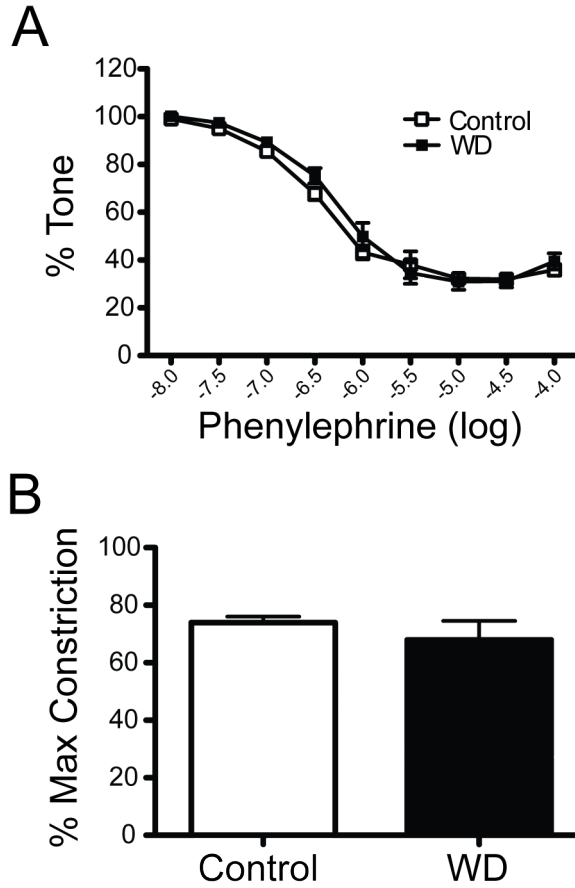 A
120
100
80
60
40
20
0
% Tone
Control
WD
-8.0 -7.5 -7.0 -6.5 -6.0 -5.5 -5.0 -4.5 -4.0
Phenylephrine (log)
B
100
80
60
40
20
0
% Max Constriction
Control WD